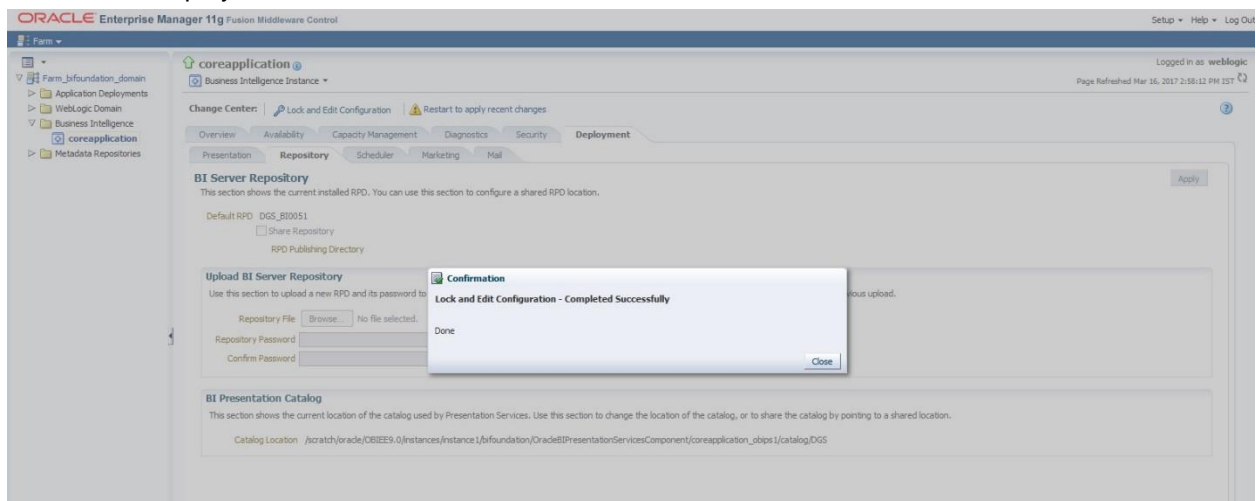 ORACLE Enterprise Manager 11g Fusion Middleware Control
Setup Help Log Out
Farm
Farm_bifoundation_domain
Application Deployments
WebLogic Domain
Business Intelligence
coreapplication
Metadata Repositories
coreapplication
Logged in as weblogic
Business Intelligence Instance
Page Refreshed Mar 16, 2017 2:58:12 PM IST
Change Center: Lock and Edit Configuration Restart to apply recent changes
Overview Availability Capacity Management Diagnostics Security Deployment
Presentation Repository Scheduler Marketing Mail
BI Server Repository
Apply
This section shows the current installed RPD. You can use this section to configure a shared RPD location.
Default RPD DGS_BI0051
Share Repository
RPD Publishing Directory
Upload BI Server Repository
Use this section to upload a new RPD and its password to
vious upload.
Repository File Browse... No file selected.
Repository Password
Confirm Password
Confirmation
Lock and Edit Configuration - Completed Successfully
Done
Close
BI Presentation Catalog
This section shows the current location of the catalog used by Presentation Services. Use this section to change the location of the catalog, or to share the catalog by pointing to a shared location.
Catalog Location /scratch/oracle/OBIEE9.0/instances/instance1/bifoundation/OracleBIPresentationServicesComponent/coreapplication_obips1/catalog/DGS